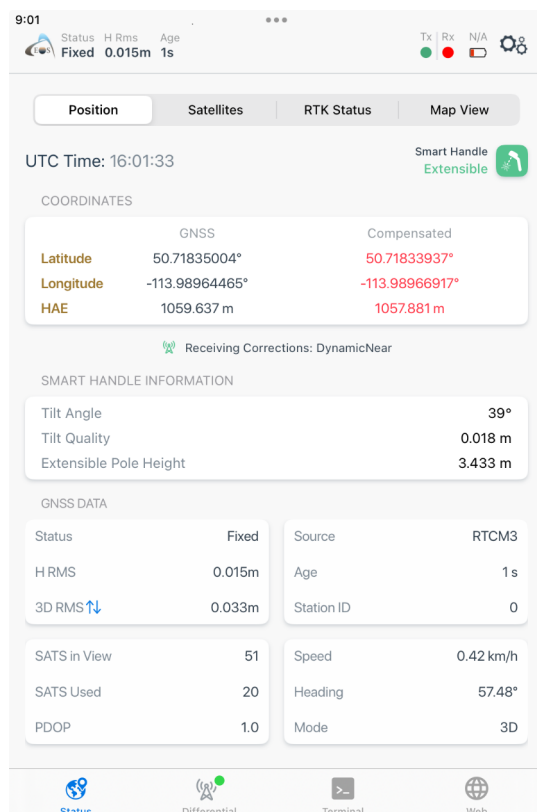 9:01
Status H Rms Age
Fixed 0.015m 1s
Tx Rx N/A
EOS
Position Satellites RTK Status Map View
UTC Time: 16:01:33
Smart Handle
Extensible
COORDINATES
GNSS Compensated
Latitude 50.71835004° 50.71833937°
Longitude -113.98964465° -113.98966917°
HAE 1059.637 m 1057.881 m
Receiving Corrections: DynamicNear
SMART HANDLE INFORMATION
Tilt Angle 39°
Tilt Quality 0.018 m
Extensible Pole Height 3.433 m
GNSS DATA
Status Fixed
H RMS 0.015m
3D RMS 0.033m
Source RTCM3
Age 1 s
Station ID 0
SATS in View 51
SATS Used 20
PDOP 1.0
Speed 0.42 km/h
Heading 57.48°
Mode 3D
Status Differential Terminal Web